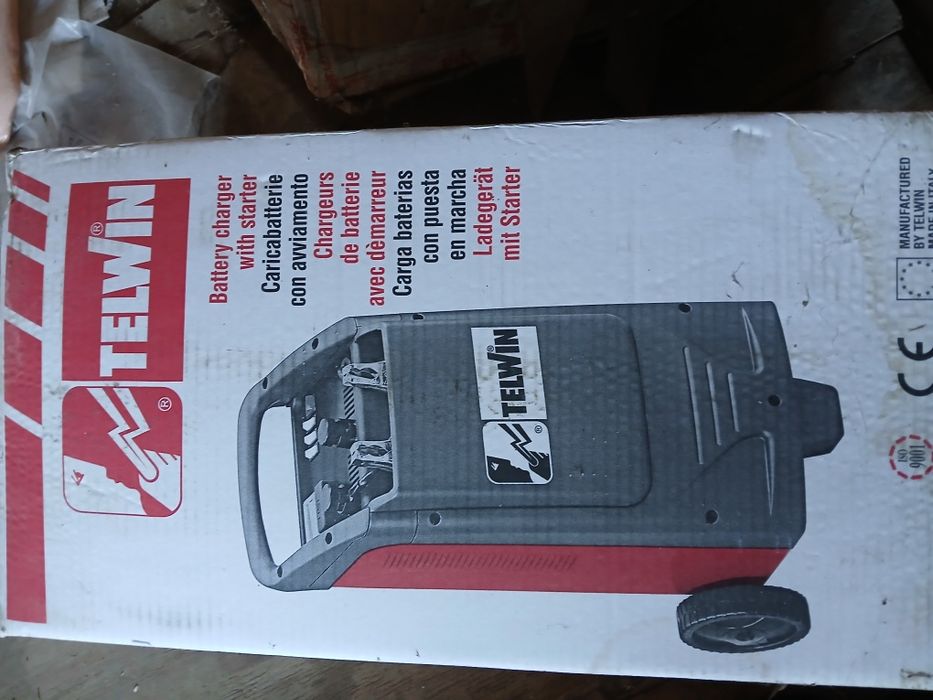 TELWIN®
®
Battery charger
with starter
Caricabatterie
con avviamento
Chargeurs
de batterie
avec dèmarreur
Carga baterias
con puesta
en marcha
Ladegerät
mit Starter
TELWIN®
®
ISO
9001
CE
MANUFACTURED
BY TELWIN
MADE IN ITALY